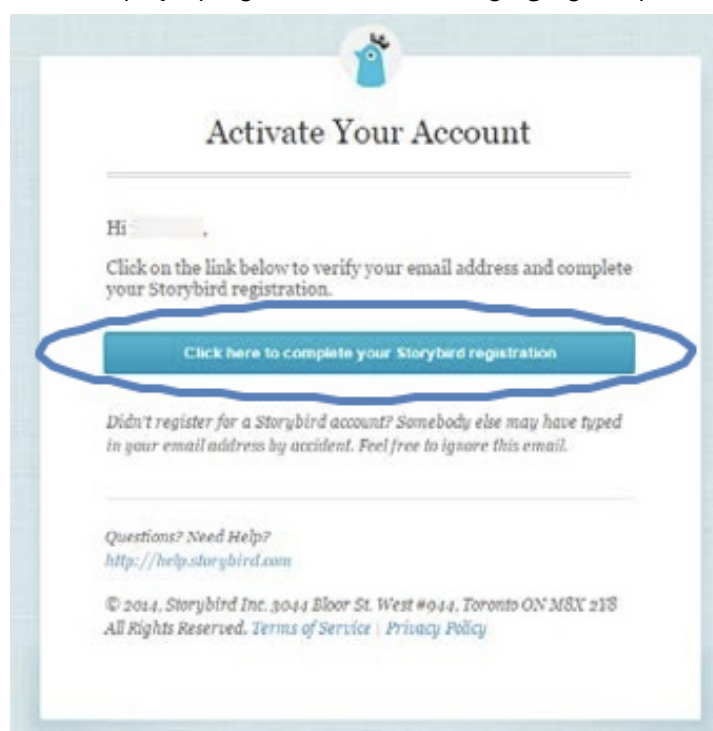 Activate Your Account
Hi ,
Click on the link below to verify your email address and complete
your Storybird registration.
Click here to complete your Storybird registration
Didn't register for a Storybird account? Somebody else may have typed
in your email address by accident. Feel free to ignore this email.
Questions? Need Help?
http://help.storybird.com
© 2014, Storybird Inc. 3044 Bloor St. West #944, Toronto ON M8X 2Y8
All Rights Reserved. Terms of Service | Privacy Policy